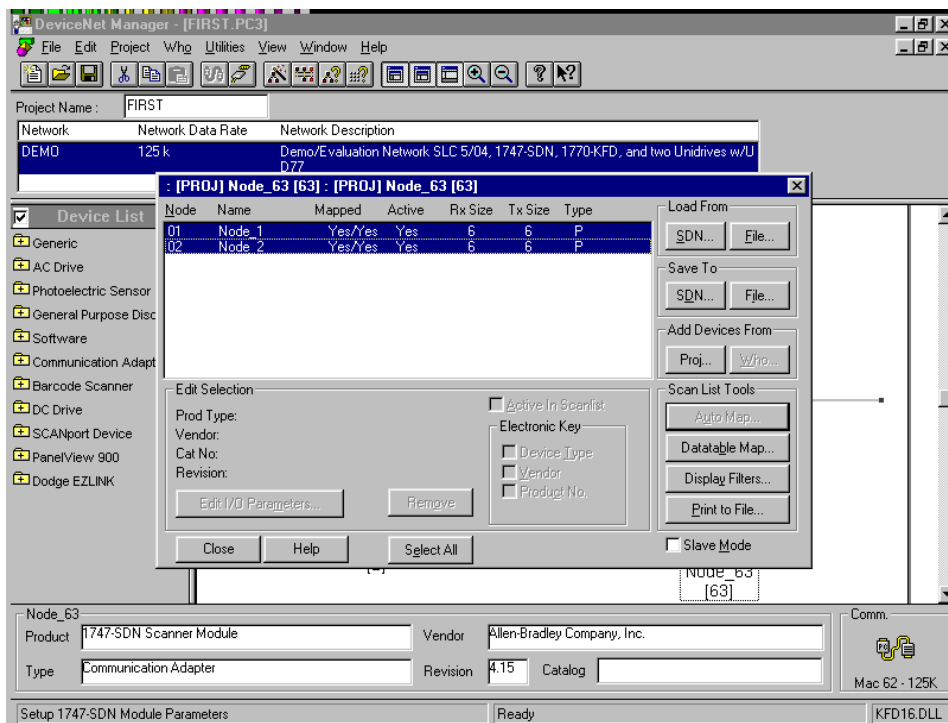 DeviceNet Manager - [FIRST.PC3]
File Edit Project Who Utilities View Window Help
Project Name : FIRST
Network Network Data Rate Network Description
DEMO 125 k Demo/Evaluation Network SLC 5/04, 1747-SDN, 1770-KFD, and two Unidrives w/U
D77
: [PROJ] Node_63 [63] : [PROJ] Node_63 [63]
Node Name Mapped Active Rx Size Tx Size Type
01 Node_1 Yes/Yes Yes 6 6 P
02 Node_2 Yes/Yes Yes 6 6 P
Load From
SDN... File...
Save To
SDN... File...
Add Devices From
Proj... Who...
Scan List Tools
Auto Map...
Datatable Map...
Display Filters...
Print to File...
Slave Mode
Edit Selection
Prod Type:
Vendor:
Cat No:
Revision:
Active In Scanlist
Electronic Key
Device Type
Vendor
Product No.
Edit I/O Parameters... Remove
Close Help Select All
Device List
Generic
AC Drive
Photoelectric Sensor
General Purpose Disc
Software
Communication Adapt
Barcode Scanner
DC Drive
SCANport Device
PanelView 900
Dodge EZLINK
Node_63
[63]
Node_63
Product 1747-SDN Scanner Module Vendor Allen-Bradley Company, Inc.
Type Communication Adapter Revision 4.15 Catalog
Comm.
Mac 62 - 125K
Setup 1747-SDN Module Parameters Ready KFD16.DLL